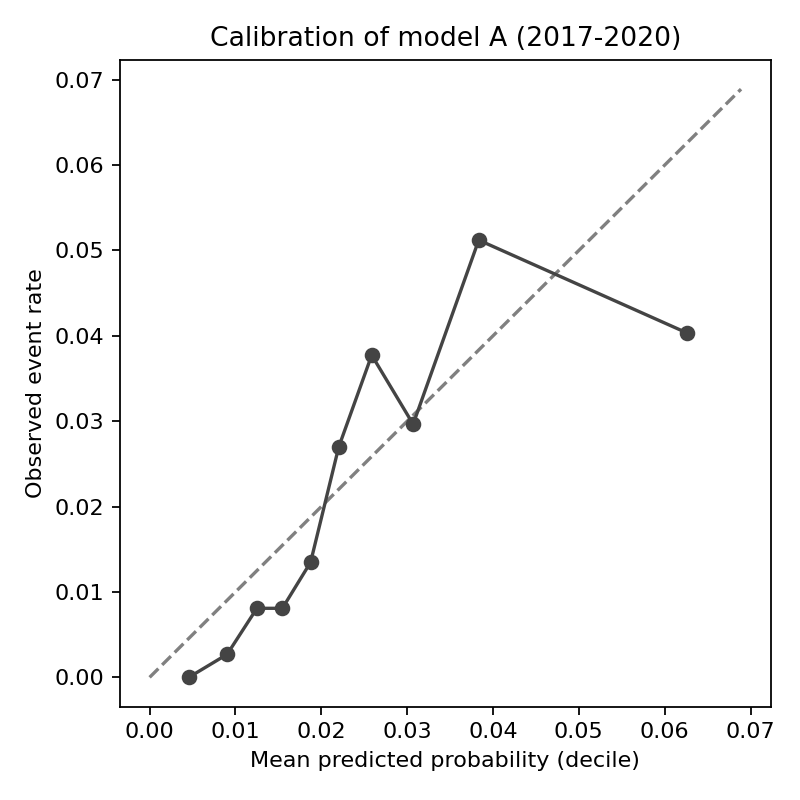 Calibration of model A (2017-2020)
0.07
0.06
0.05
0.04
0.03
0.02
0.01
0.00
Observed event rate
0.00 0.01 0.02 0.03 0.04 0.05 0.06 0.07
Mean predicted probability (decile)